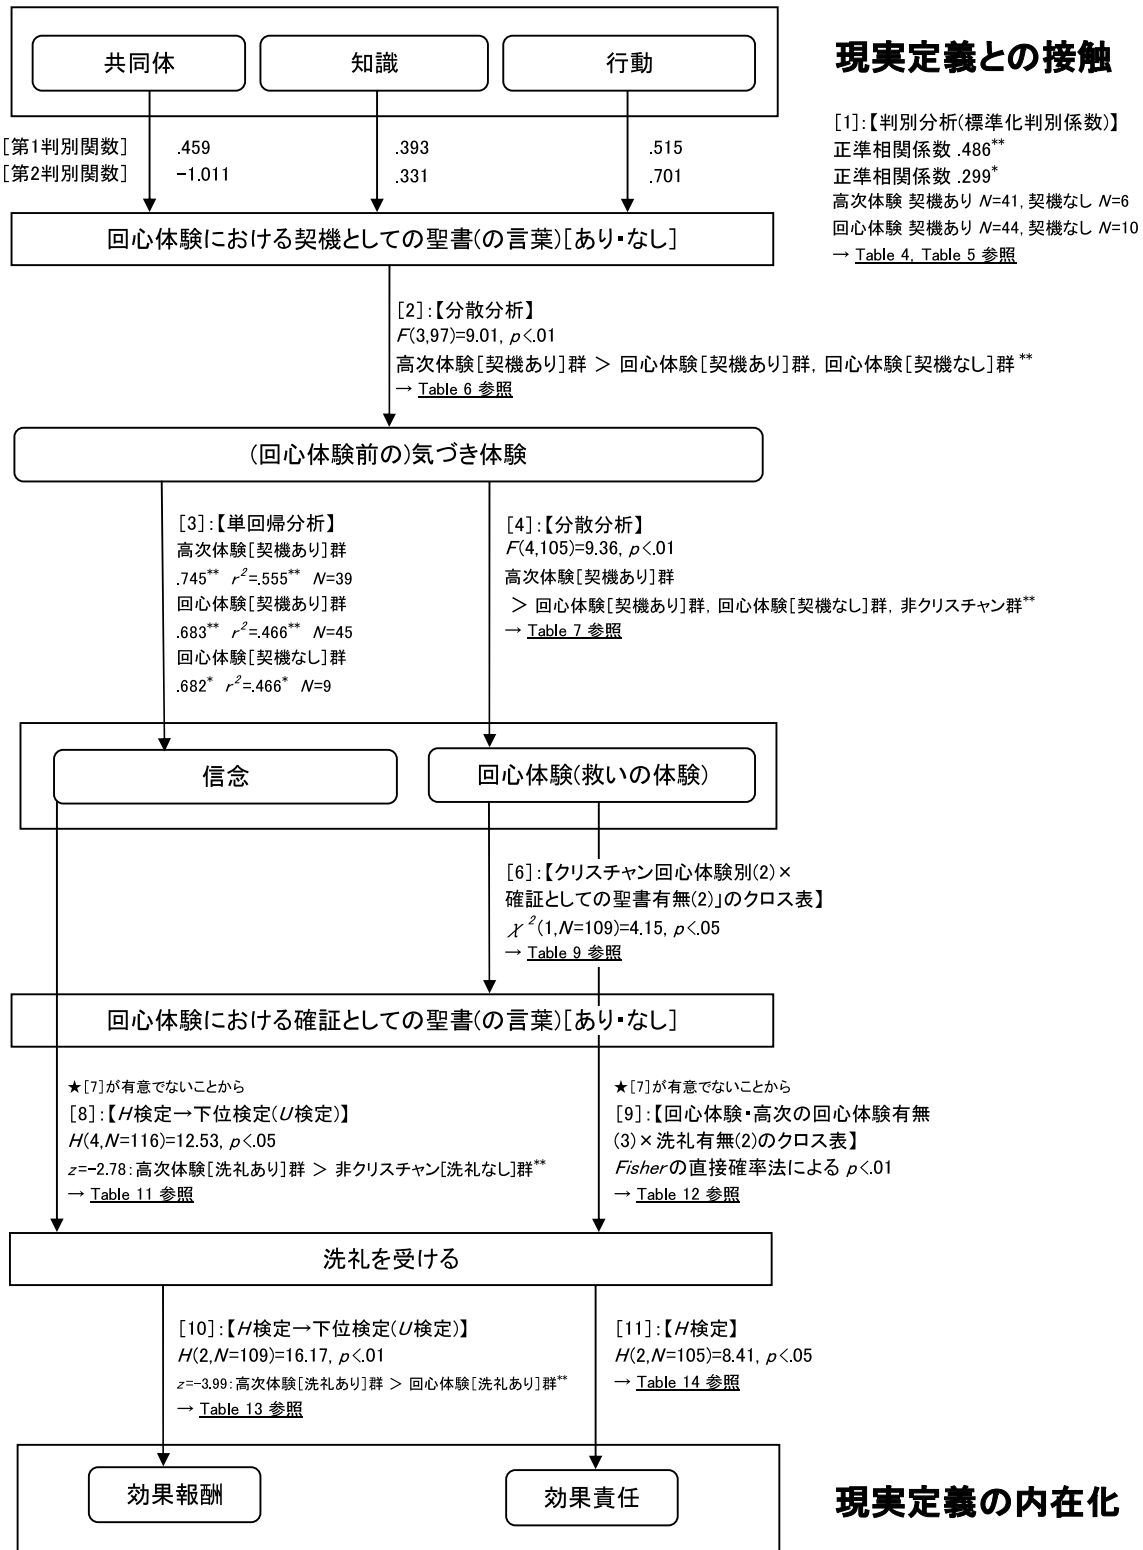 共同体 知識 行動
現実定義との接触
[1]:【判別分析(標準化判別係数)】
正準相関係数 .486**
正準相関係数 .299*
高次体験 契機あり N=41, 契機なし N=6
回心体験 契機あり N=44, 契機なし N=10
→ Table 4, Table 5 参照
[第1判別関数] .459 .393 .515
[第2判別関数] -1.011 .331 .701
回心体験における契機としての聖書(の言葉)[あり・なし]
[2]:【分散分析】
F(3,97)=9.01, p<.01
高次体験[契機あり]群 > 回心体験[契機あり]群, 回心体験[契機なし]群**
→ Table 6 参照
(回心体験前の)気づき体験
[3]:【単回帰分析】
高次体験[契機あり]群
.745** r²=.555** N=39
回心体験[契機あり]群
.683** r²=.466** N=45
回心体験[契機なし]群
.682* r²=.466* N=9
[4]:【分散分析】
F(4,105)=9.36, p<.01
高次体験[契機あり]群
> 回心体験[契機あり]群, 回心体験[契機なし]群, 非クリスチャン群**
→ Table 7 参照
信念 回心体験(救いの体験)
[6]:【クリスチャン回心体験別(2)×
確証としての聖書有無(2)」のクロス表】
χ²(1,N=109)=4.15, p<.05
→ Table 9 参照
回心体験における確証としての聖書(の言葉)[あり・なし]
★[7]が有意でないことから
[8]:【H検定→下位検定(U検定)】
H(4,N=116)=12.53, p<.05
z=-2.78:高次体験[洗礼あり]群 > 非クリスチャン[洗礼なし]群**
→ Table 11 参照
★[7]が有意でないことから
[9]:【回心体験・高次の回心体験有無
(3)×洗礼有無(2)のクロス表】
Fisherの直接確率法による p<.01
→ Table 12 参照
洗礼を受ける
[10]:【H検定→下位検定(U検定)】
H(2,N=109)=16.17, p<.01
z=-3.99:高次体験[洗礼あり]群 > 回心体験[洗礼あり]群**
→ Table 13 参照
[11]:【H検定】
H(2,N=105)=8.41, p<.05
→ Table 14 参照
効果報酬 効果責任
現実定義の内在化